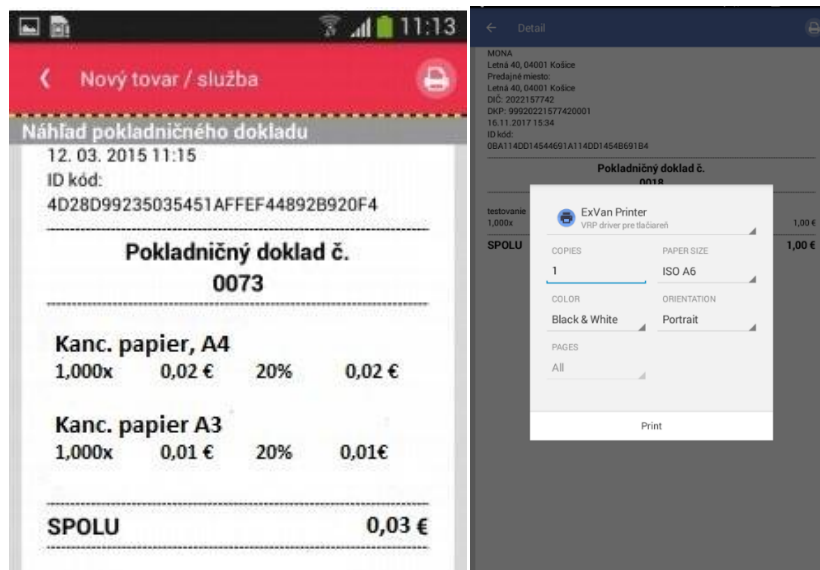 11:13
Nový tovar / služba
Náhľad pokladničného dokladu
12. 03. 2015 11:15
ID kód:
4D28D99235035451AFFEF44892B920F4
Pokladničný doklad č.
0073
Kanc. papier, A4
1,000x 0,02 € 20% 0,02 €
Kanc. papier A3
1,000x 0,01 € 20% 0,01€
SPOLU 0,03 €
Detail
MONA
Letná 40, 04001 Košice
Predajné miesto:
Letná 40, 04001 Košice
DIČ: 2022157742
DKP: 99920221577420001
16.11.2017 15:34
ID kód:
0BA114DD14544691A114DD1454B691B4
Pokladničný doklad č.
0018
testovanie
1,000x 1,00 €
SPOLU 1,00 €
ExVan Printer
VRP driver pre tlačiareň
COPIES PAPER SIZE
1 ISO A6
COLOR ORIENTATION
Black & White Portrait
PAGES
All
Print